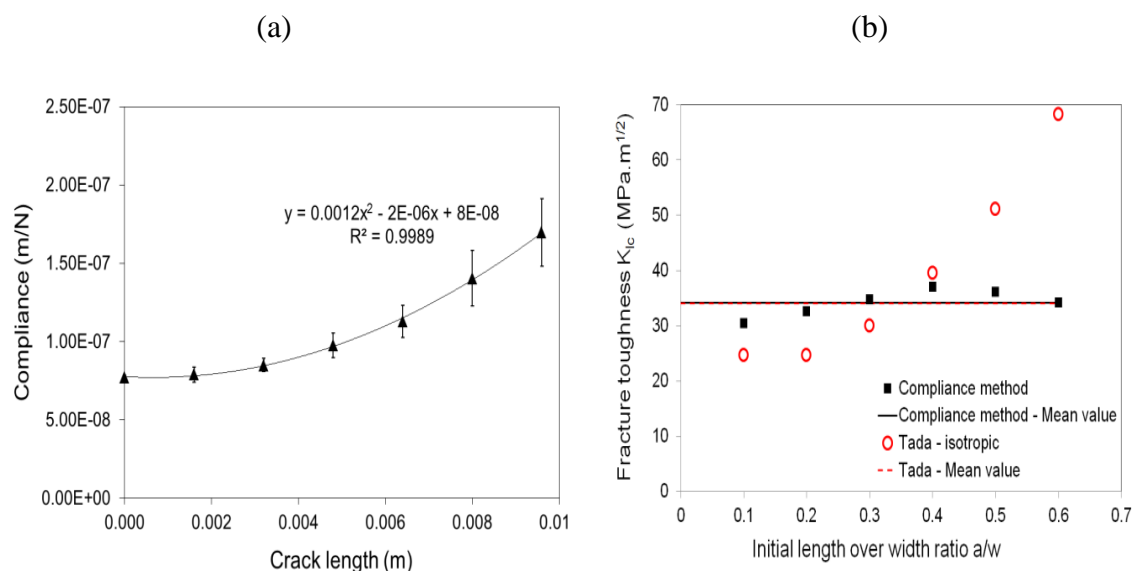 (a)
(b)
2.50E-07
2.00E-07
1.50E-07
1.00E-07
5.00E-08
0.00E+00
Compliance (m/N)
y = 0.0012x² - 2E-06x + 8E-08
R² = 0.9989
0.000 0.002 0.004 0.006 0.008 0.01
Crack length (m)
70
60
50
40
30
20
10
0
Fracture toughness K_Ic (MPa.m^1/2)
Compliance method
Compliance method - Mean value
Tada - isotropic
Tada - Mean value
0 0.1 0.2 0.3 0.4 0.5 0.6 0.7
Initial length over width ratio a/w